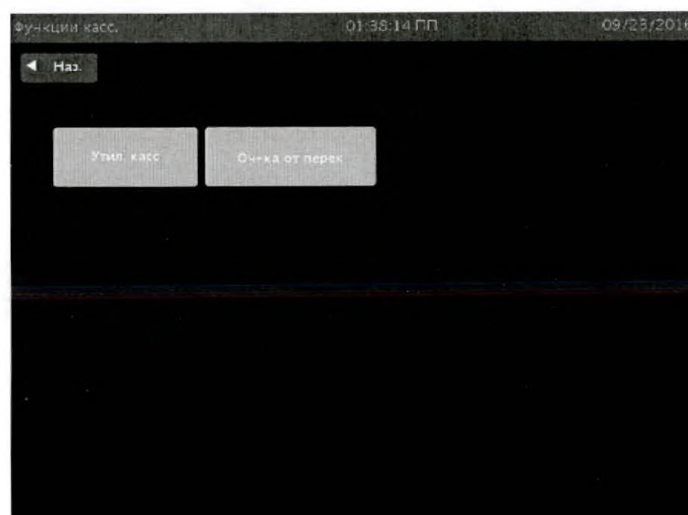 Функции касс. 01:38:14 ПП 09/23/2016
Наз.
Утил. касс Оч-ка от перек